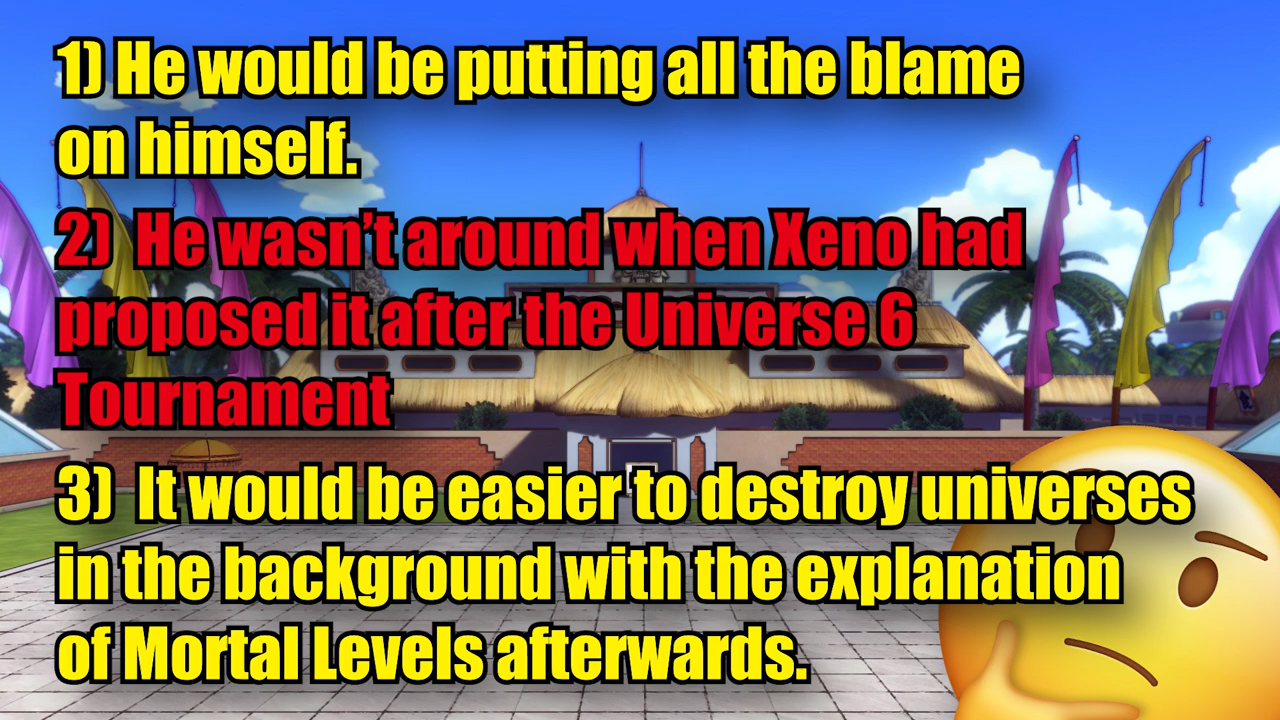 1) He would be putting all the blame
on himself.
2) He wasn't around when Xeno had
proposed it after the Universe 6
Tournament
3) It would be easier to destroy universes
in the background with the explanation
of Mortal Levels afterwards.